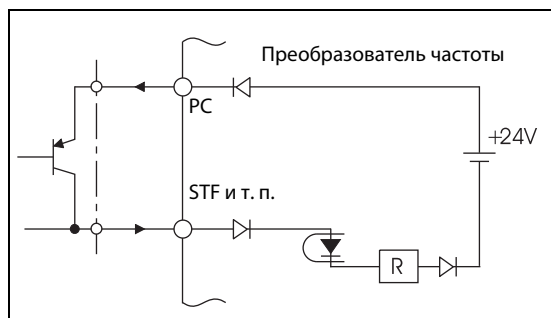 Преобразователь частоты
PC
+24V
STF и т. п.
R